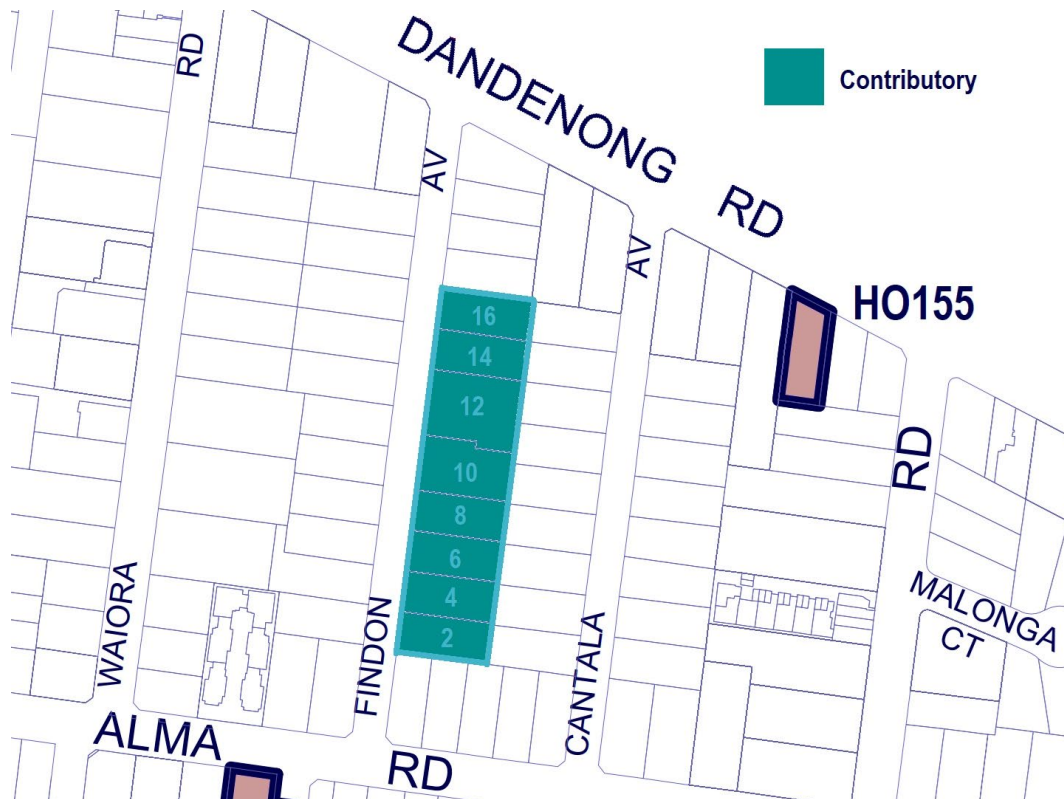 DANDENONG RD
Contributory
RD
AV
AV
HO155
16
14
12
10
8
6
4
2
RD
WAIORA
FINDON
CANTALA
MALONGA
CT
ALMA RD